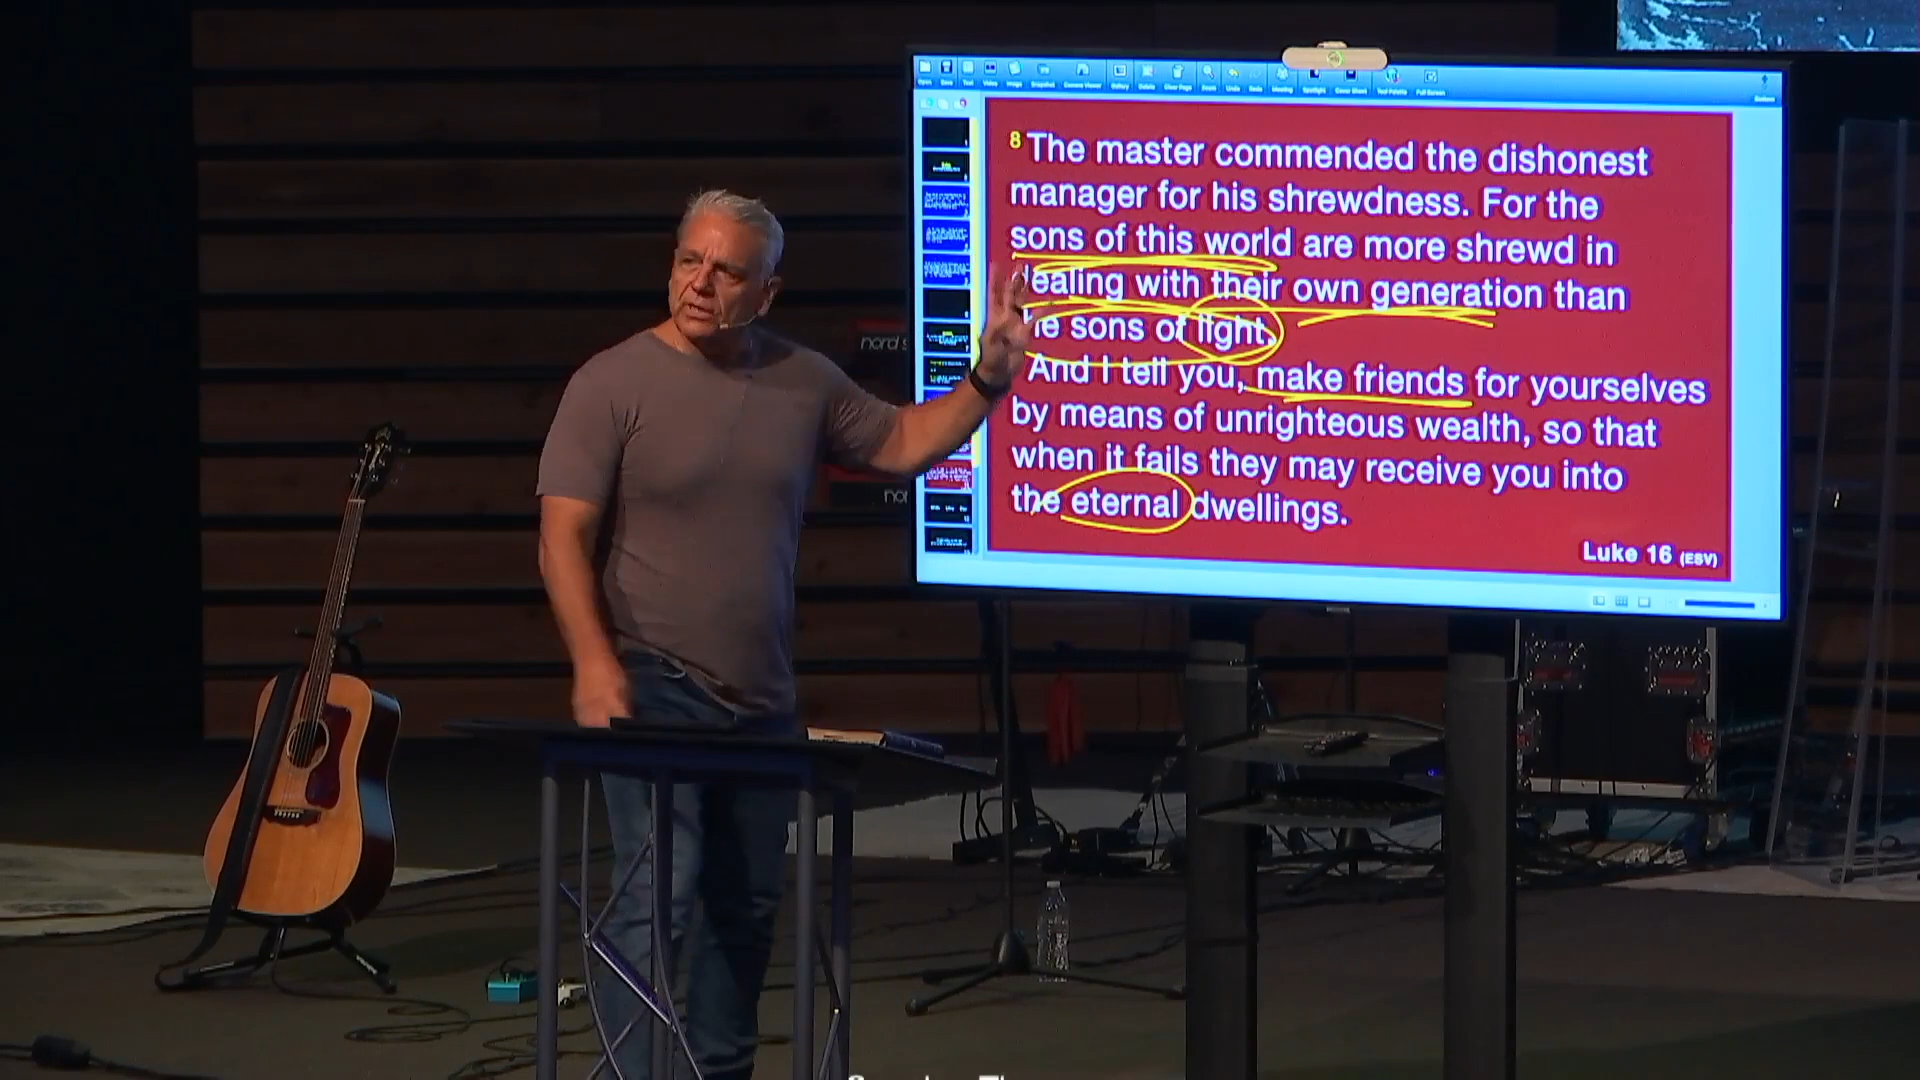 8 The master commended the dishonest
manager for his shrewdness. For the
sons of this world are more shrewd in
dealing with their own generation than
he sons of light.
And I tell you, make friends for yourselves
by means of unrighteous wealth, so that
when it fails they may receive you into
the eternal dwellings.
Luke 16 (ESV)
nord s
no